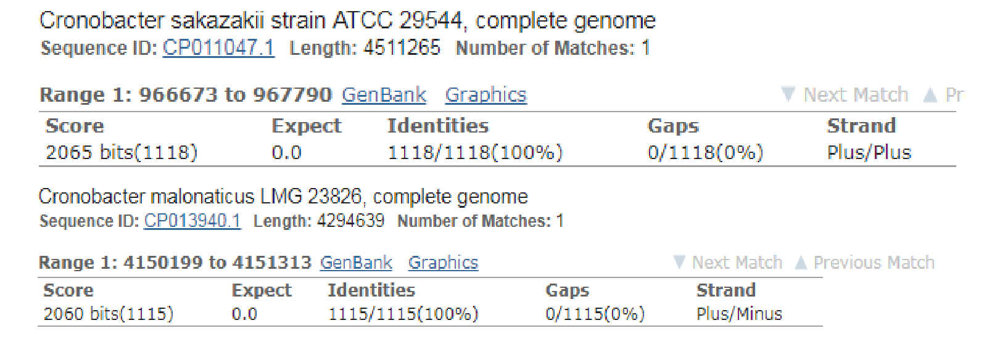 Cronobacter sakazakii strain ATCC 29544, complete genome
Sequence ID: CP011047.1 Length: 4511265 Number of Matches: 1
Range 1: 966673 to 967790 GenBank Graphics ▼ Next Match ▲ Pr
Score Expect Identities Gaps Strand
2065 bits(1118) 0.0 1118/1118(100%) 0/1118(0%) Plus/Plus
Cronobacter malonaticus LMG 23826, complete genome
Sequence ID: CP013940.1 Length: 4294639 Number of Matches: 1
Range 1: 4150199 to 4151313 GenBank Graphics ▼ Next Match ▲ Previous Match
Score Expect Identities Gaps Strand
2060 bits(1115) 0.0 1115/1115(100%) 0/1115(0%) Plus/Minus